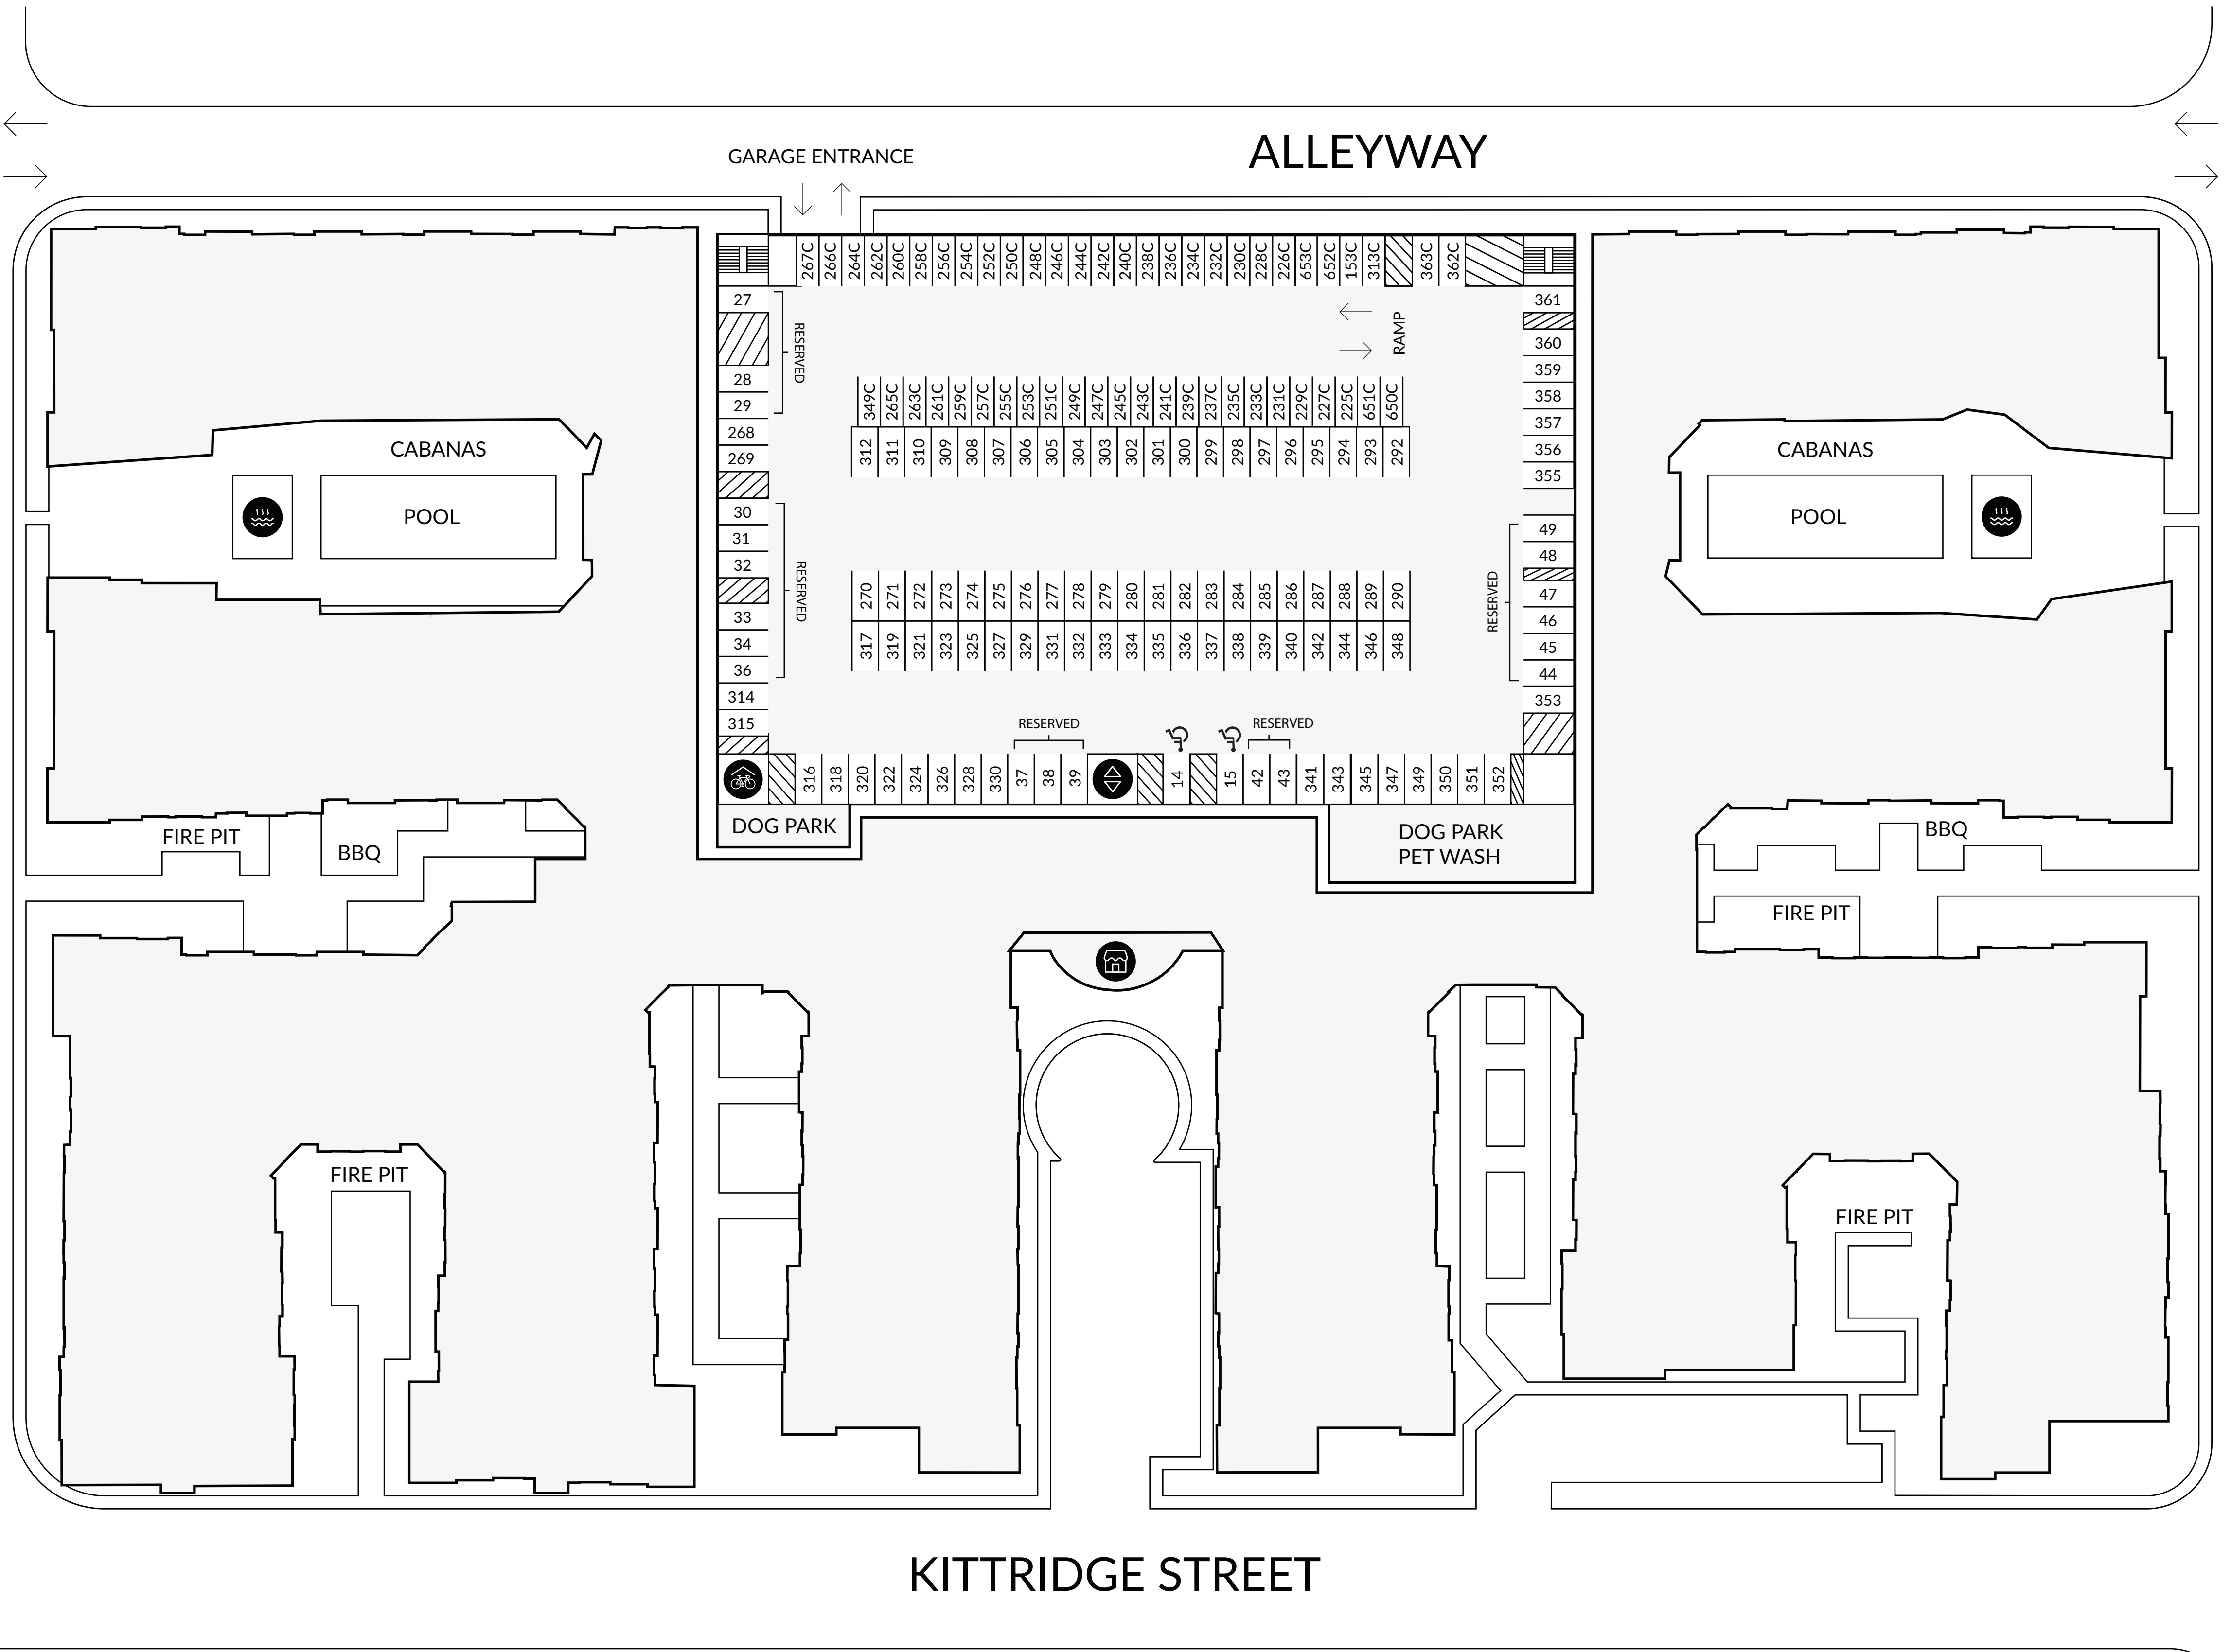 ALLEYWAY
GARAGE ENTRANCE
267C 266C 264C 262C 260C 258C 256C 254C 252C 250C 248C 246C 244C 242C 240C 238C 236C 234C 232C 230C 228C 226C 653C 652C 153C 313C 363C 362C
27
28
29
268
269
30
31
32
33
34
36
314
315
RESERVED
RESERVED
RAMP
349C 265C 263C 261C 259C 257C 255C 253C 251C 249C 247C 245C 243C 241C 239C 237C 235C 233C 231C 229C 227C 225C 651C 650C
312 311 310 309 308 307 306 305 304 303 302 301 300 299 298 297 296 295 294 293 292
270 271 272 273 274 275 276 277 278 279 280 281 282 283 284 285 286 287 288 289 290
317 319 321 323 325 327 329 331 332 333 334 335 336 337 338 339 340 342 344 346 348
361
360
359
358
357
356
355
49
48
47
46
45
44
353
RESERVED
RESERVED
RESERVED
316 318 320 322 324 326 328 330 37 38 39 14 15 42 43 341 343 345 347 349 350 351 352
DOG PARK
DOG PARK
PET WASH
CABANAS
POOL
CABANAS
POOL
FIRE PIT
BBQ
BBQ
FIRE PIT
FIRE PIT
FIRE PIT
KITTRIDGE STREET